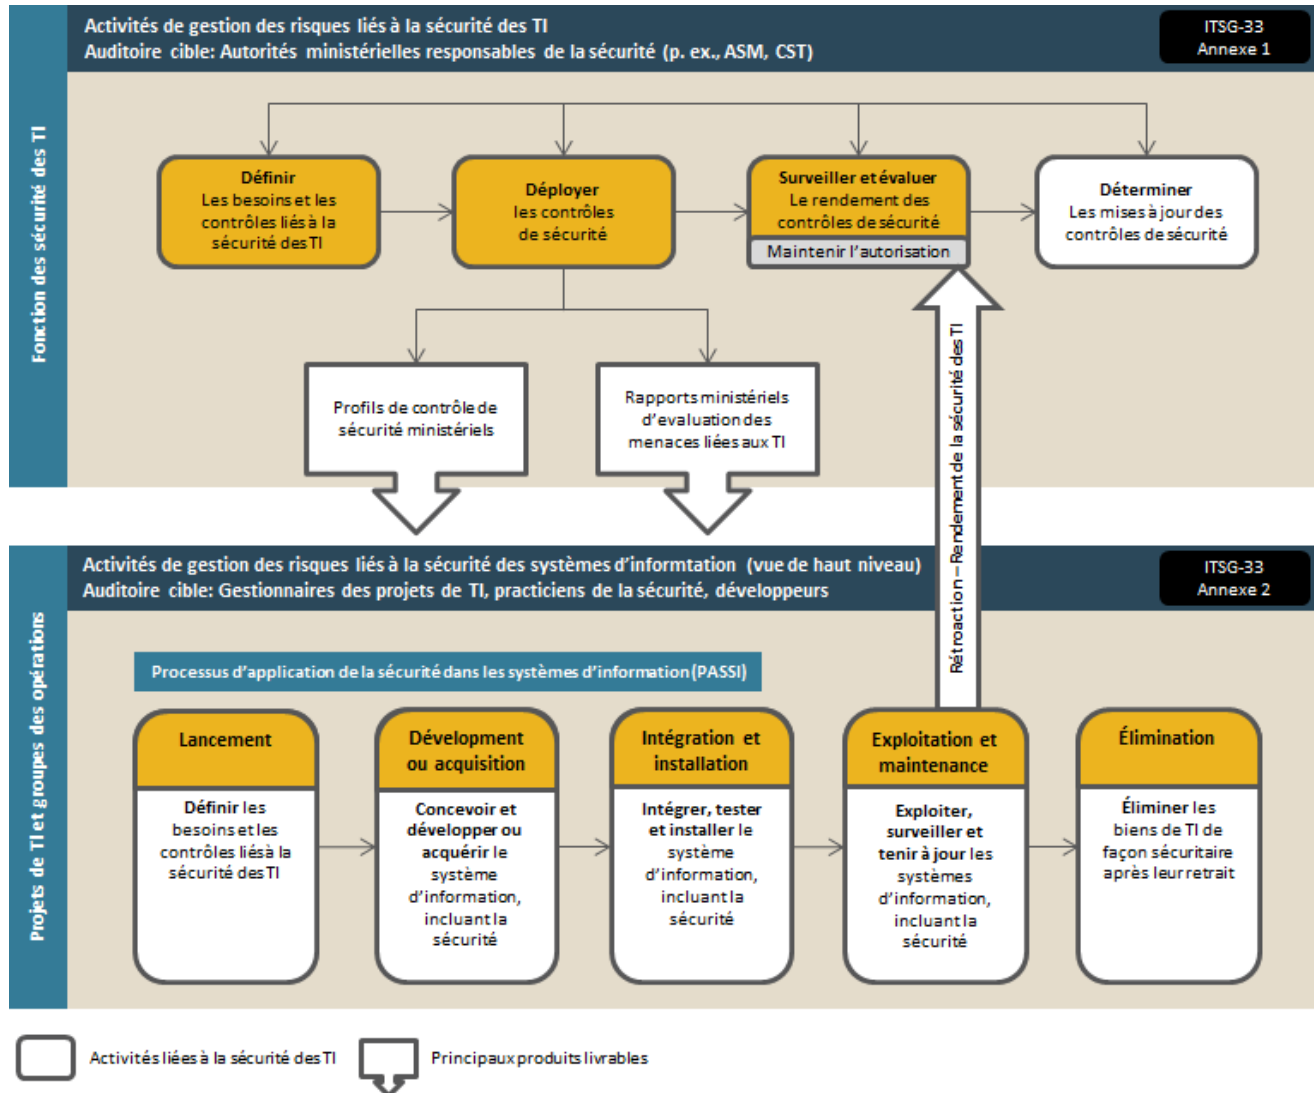 Activités de gestion des risques liés à la sécurité des TI
Auditoire cible: Autorités ministérielles responsables de la sécurité (p. ex., ASM, CST)
ITSG-33
Annexe 1
Fonction des sécurité des TI
Définir
Les besoins et les
contrôles liés à la
sécurité des TI
Déployer
les contrôles
de sécurité
Surveiller et évaluer
Le rendement des
contrôles de sécurité
Maintenir l'autorisation
Déterminer
Les mises à jour des
contrôles de sécurité
Profils de contrôle de
sécurité ministériels
Rapports ministériels
d'evaluation des
menaces liées aux TI
Rétroaction – Rendement de la sécurité des TI
Activités de gestion des risques liés à la sécurité des systèmes d'informtation (vue de haut niveau)
Auditoire cible: Gestionnaires des projets de TI, practiciens de la sécurité, développeurs
ITSG-33
Annexe 2
Projets de TI et groupes des opérations
Processus d'application de la sécurité dans les systèmes d'information (PASSI)
Lancement
Définir les
besoins et les
contrôles liés à la
sécurité des TI
Dévelopment
ou acquisition
Concevoir et
développer ou
acquérir le
système
d'information,
incluant la
sécurité
Intégration et
installation
Intégrer, tester
et installer le
système
d'information,
incluant la
sécurité
Exploitation et
maintenance
Exploiter,
surveiller et
tenir à jour les
systèmes
d'information,
incluant la
sécurité
Élimination
Éliminer les
biens de TI de
façon sécuritaire
après leur retrait
Activités liées à la sécurité des TI
Principaux produits livrables